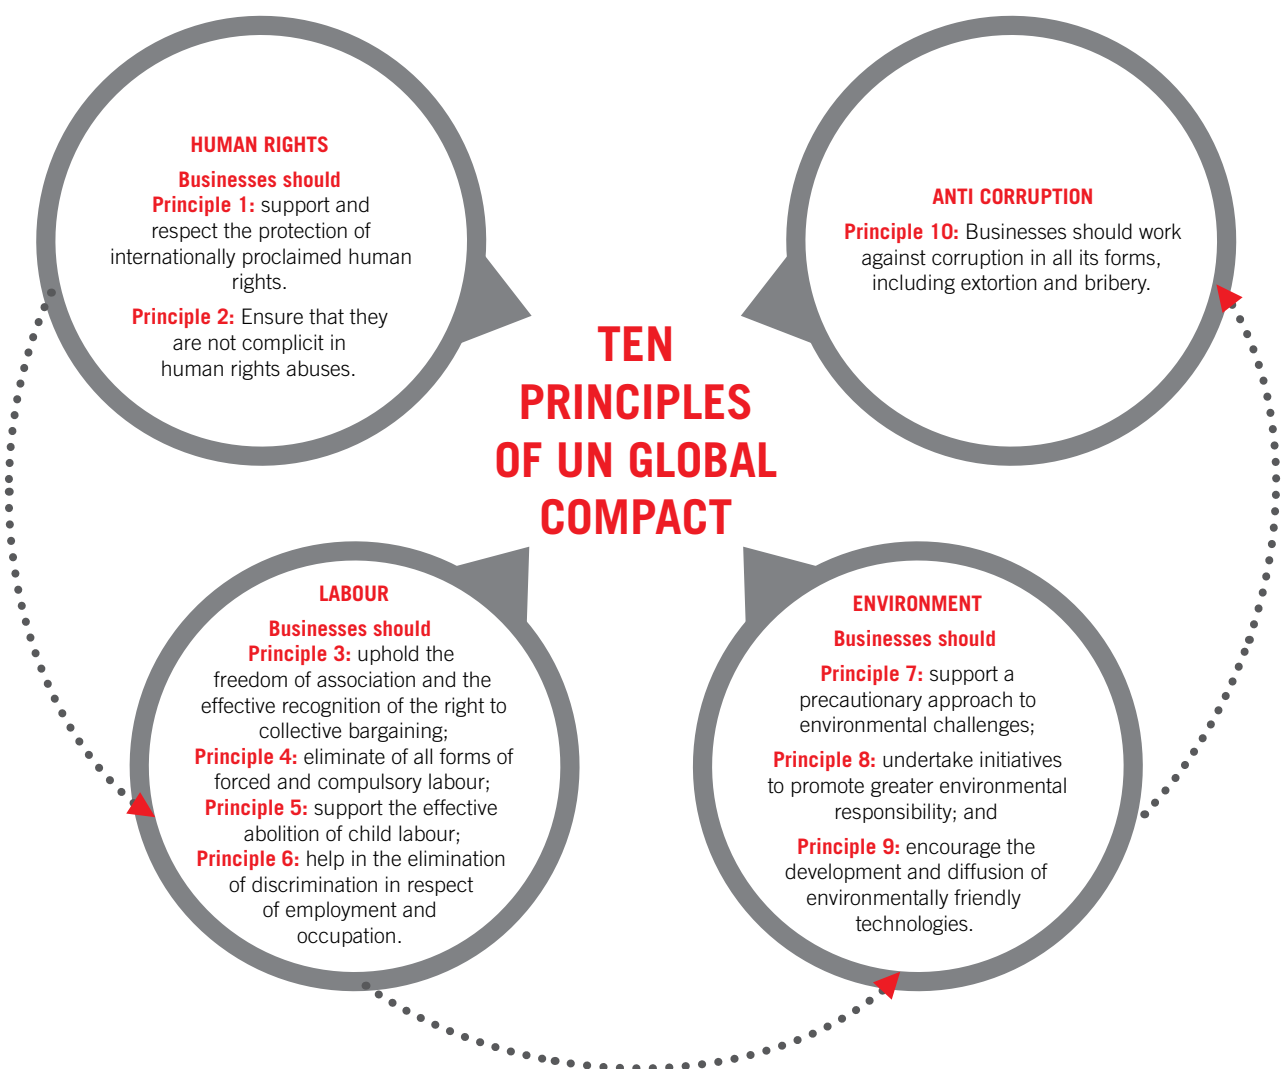 TEN
PRINCIPLES
OF UN GLOBAL
COMPACT
HUMAN RIGHTS
Businesses should
Principle 1: support and
respect the protection of
internationally proclaimed human
rights.
Principle 2: Ensure that they
are not complicit in
human rights abuses.
LABOUR
Businesses should
Principle 3: uphold the
freedom of association and the
effective recognition of the right to
collective bargaining;
Principle 4: eliminate of all forms of
forced and compulsory labour;
Principle 5: support the effective
abolition of child labour;
Principle 6: help in the elimination
of discrimination in respect
of employment and
occupation.
ENVIRONMENT
Businesses should
Principle 7: support a
precautionary approach to
environmental challenges;
Principle 8: undertake initiatives
to promote greater environmental
responsibility; and
Principle 9: encourage the
development and diffusion of
environmentally friendly
technologies.
ANTI CORRUPTION
Principle 10: Businesses should work
against corruption in all its forms,
including extortion and bribery.